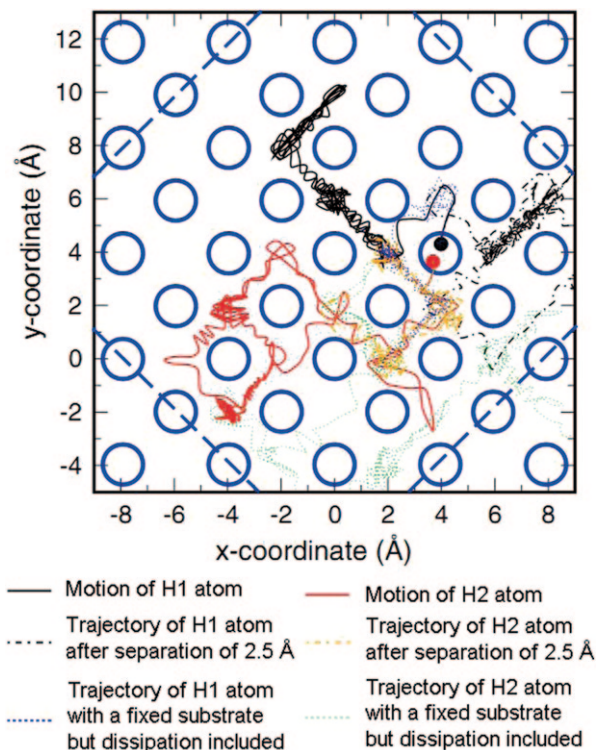 12
10
8
6
4
2
0
-2
-4
-8 -6 -4 -2 0 2 4 6 8
y-coordinate (Å)
x-coordinate (Å)
Motion of H1 atom
Trajectory of H1 atom
after separation of 2.5 Å
Trajectory of H1 atom
with a fixed substrate
but dissipation included
Motion of H2 atom
Trajectory of H2 atom
after separation of 2.5 Å
Trajectory of H2 atom
with a fixed substrate
but dissipation included